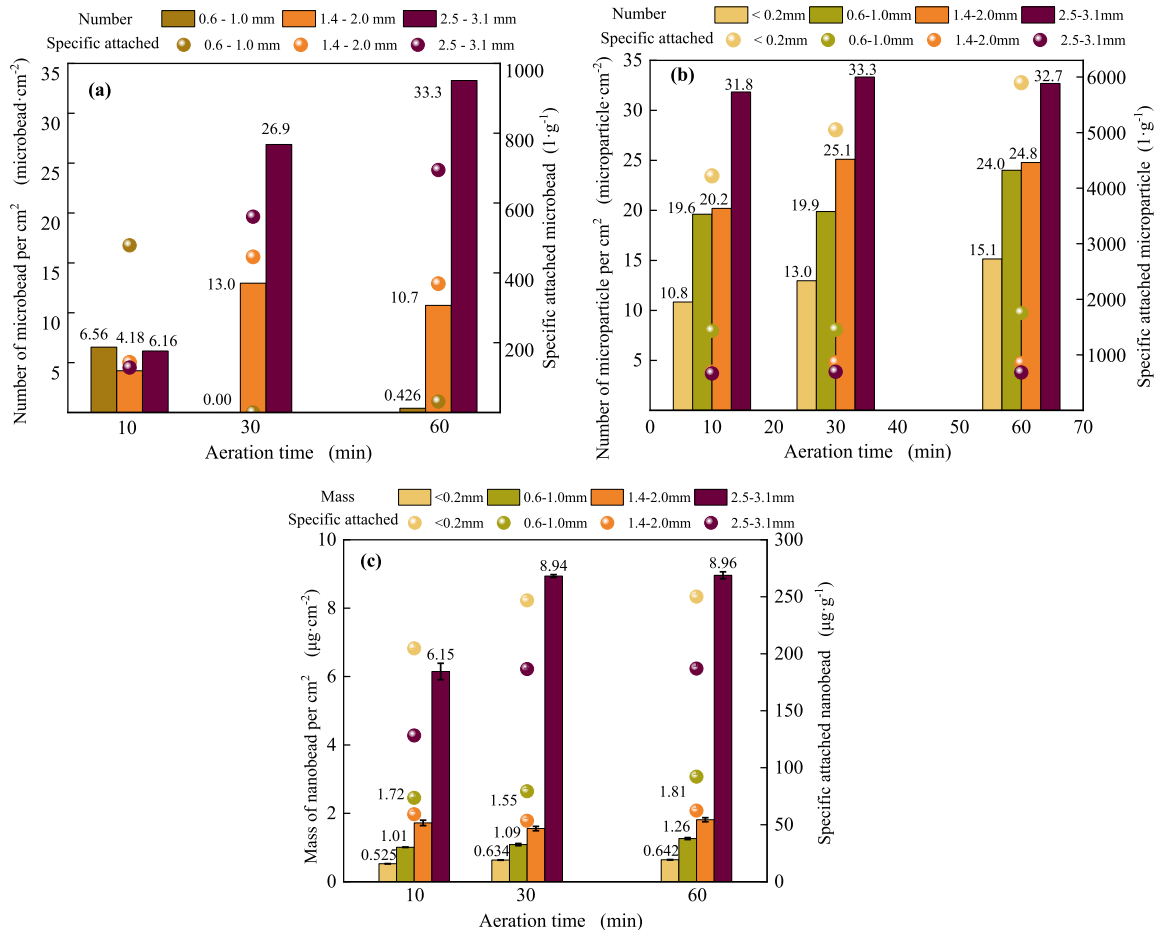 Number 0.6 - 1.0 mm 1.4 - 2.0 mm 2.5 - 3.1 mm
Specific attached 0.6 - 1.0 mm 1.4 - 2.0 mm 2.5 - 3.1 mm
(a)
Number of microbead per cm² (microbead·cm⁻²)
35
30
25
20
15
10
5
6.56 4.18 6.16
0.00 13.0 26.9
0.426 10.7 33.3
1000
800
600
400
200
Specific attached microbead (1·g⁻¹)
10 30 60
Aeration time (min)
Number < 0.2mm 0.6-1.0mm 1.4-2.0mm 2.5-3.1mm
Specific attached < 0.2mm 0.6-1.0mm 1.4-2.0mm 2.5-3.1mm
(b)
Number of microparticle per cm² (microparticle·cm⁻²)
35
30
25
20
15
10
5
10.8 19.6 20.2 31.8
13.0 19.9 25.1 33.3
15.1 24.0 24.8 32.7
6000
5000
4000
3000
2000
1000
Specific attached microparticle (1·g⁻¹)
0 10 20 30 40 50 60 70
Aeration time (min)
Mass <0.2mm 0.6-1.0mm 1.4-2.0mm 2.5-3.1mm
Specific attached <0.2mm 0.6-1.0mm 1.4-2.0mm 2.5-3.1mm
(c)
Mass of nanobead per cm² (μg·cm⁻²)
10
8
6
4
2
0
0.525 1.01 1.72 6.15
0.634 1.09 1.55 8.94
0.642 1.26 1.81 8.96
300
250
200
150
100
50
0
Specific attached nanobead (μg·g⁻¹)
10 30 60
Aeration time (min)